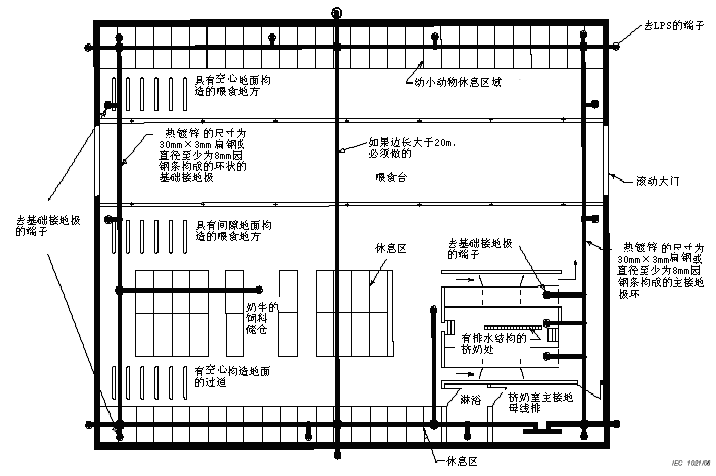 去LPS的端子
具有空心地面构
造的喂食地方
幼小动物休息区域
热镀锌的尺寸为
30mm×3mm扁钢或
直径至少为8mm园
钢条构成的环状的
基础接地极
如果边长大于20m.
必须做的
喂食台
滚动大门
去基础接地极
的端子
具有间隙地面构
造的喂食地方
休息区
去基础接地极
的端子
热镀锌的尺寸为
30mm×3mm扁钢或
直径至少为8mm园
钢条构成的主接地
极环
奶牛的
饲料
储仓
有排水结构的
挤奶处
有空心构造地面
的过道
淋浴
挤奶室主接地
母线排
休息区
IEC 1021/06